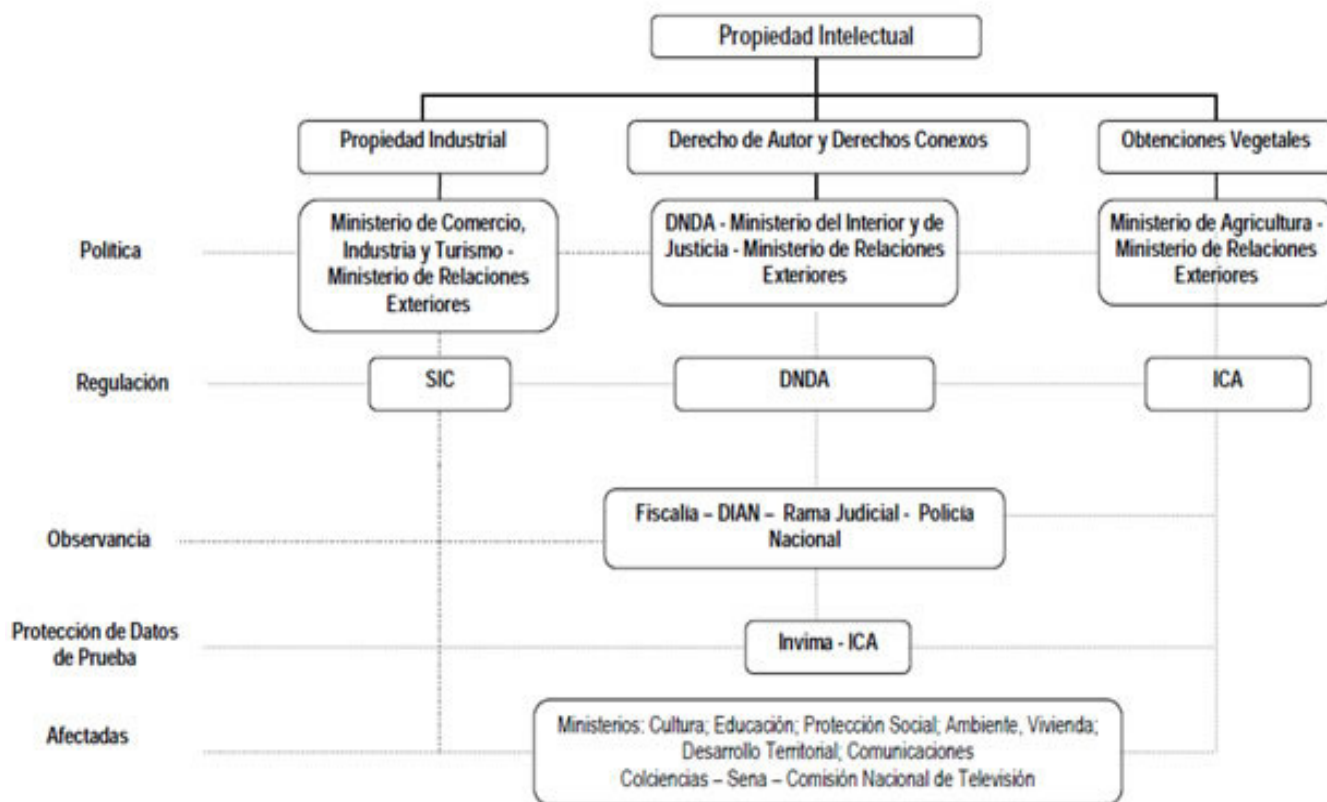 Propiedad Intelectual
Propiedad Industrial
Derecho de Autor y Derechos Conexos
Obtenciones Vegetales
Política
Ministerio de Comercio,
Industria y Turismo -
Ministerio de Relaciones
Exteriores
DNDA - Ministerio del Interior y de
Justicia - Ministerio de Relaciones
Exteriores
Ministerio de Agricultura -
Ministerio de Relaciones
Exteriores
Regulación
SIC
DNDA
ICA
Observancia
Fiscalía – DIAN – Rama Judicial - Policía
Nacional
Protección de Datos
de Prueba
Invima - ICA
Afectadas
Ministerios: Cultura; Educación; Protección Social; Ambiente, Vivienda;
Desarrollo Territorial; Comunicaciones
Colciencias – Sena – Comisión Nacional de Televisión